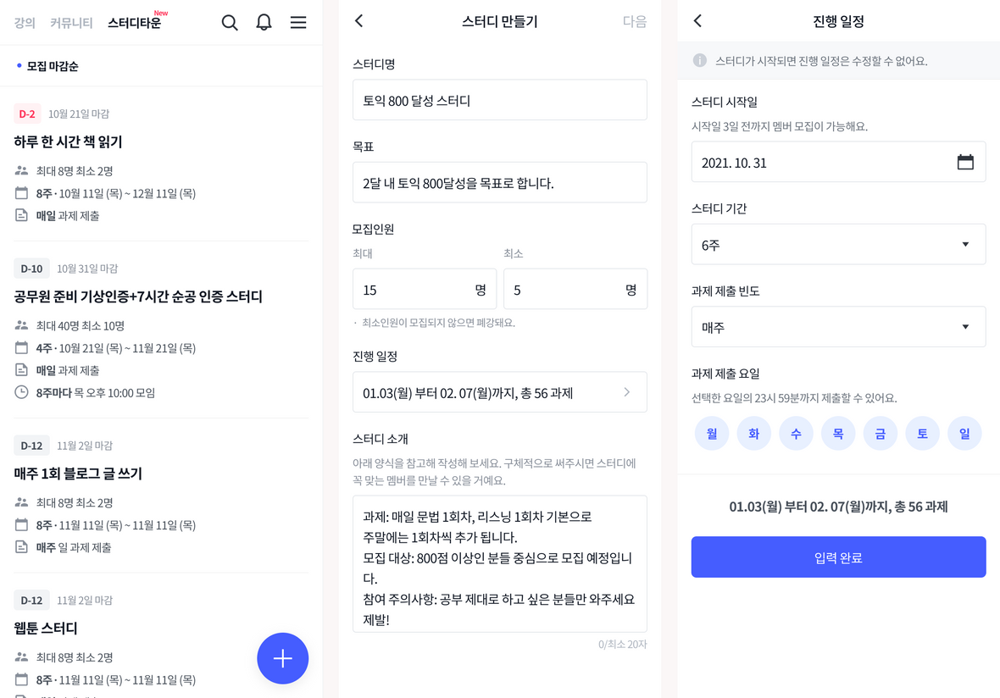 강의 커뮤니티 스터디타운 New
모집 마감순
D-2 10월 21일 마감
하루 한 시간 책 읽기
최대 8명 최소 2명
8주 · 10월 11일 (목) ~ 12월 11일 (목)
매일 과제 제출
D-10 10월 31일 마감
공무원 준비 기상인증+7시간 순공 인증 스터디
최대 40명 최소 10명
4주 · 10월 21일 (목) ~ 11월 21일 (목)
매일 과제 제출
8주마다 목 오후 10:00 모임
D-12 11월 2일 마감
매주 1회 블로그 글 쓰기
최대 8명 최소 2명
8주 · 11월 11일 (목) ~ 11월 11일 (목)
매주 일 과제 제출
D-12 11월 2일 마감
웹툰 스터디
최대 8명 최소 2명
8주 · 11월 11일 (목) ~ 11월 11일 (목)
스터디 만들기 다음
스터디명
토익 800 달성 스터디
목표
2달 내 토익 800달성을 목표로 합니다.
모집인원
최대 최소
15 명 5 명
· 최소인원이 모집되지 않으면 폐강돼요.
진행 일정
01.03(월) 부터 02. 07(월)까지, 총 56 과제
스터디 소개
아래 양식을 참고해 작성해 보세요. 구체적으로 써주시면 스터디에
꼭 맞는 멤버를 만날 수 있을 거예요.
과제: 매일 문법 1회차, 리스닝 1회차 기본으로
주말에는 1회차씩 추가 됩니다.
모집 대상: 800점 이상인 분들 중심으로 모집 예정입니
다.
참여 주의사항: 공부 제대로 하고 싶은 분들만 와주세요
제발!
0/최소 20자
진행 일정
스터디가 시작되면 진행 일정은 수정할 수 없어요.
스터디 시작일
시작일 3일 전까지 멤버 모집이 가능해요.
2021. 10. 31
스터디 기간
6주
과제 제출 빈도
매주
과제 제출 요일
선택한 요일의 23시 59분까지 제출할 수 있어요.
월 화 수 목 금 토 일
01.03(월) 부터 02. 07(월)까지, 총 56 과제
입력 완료